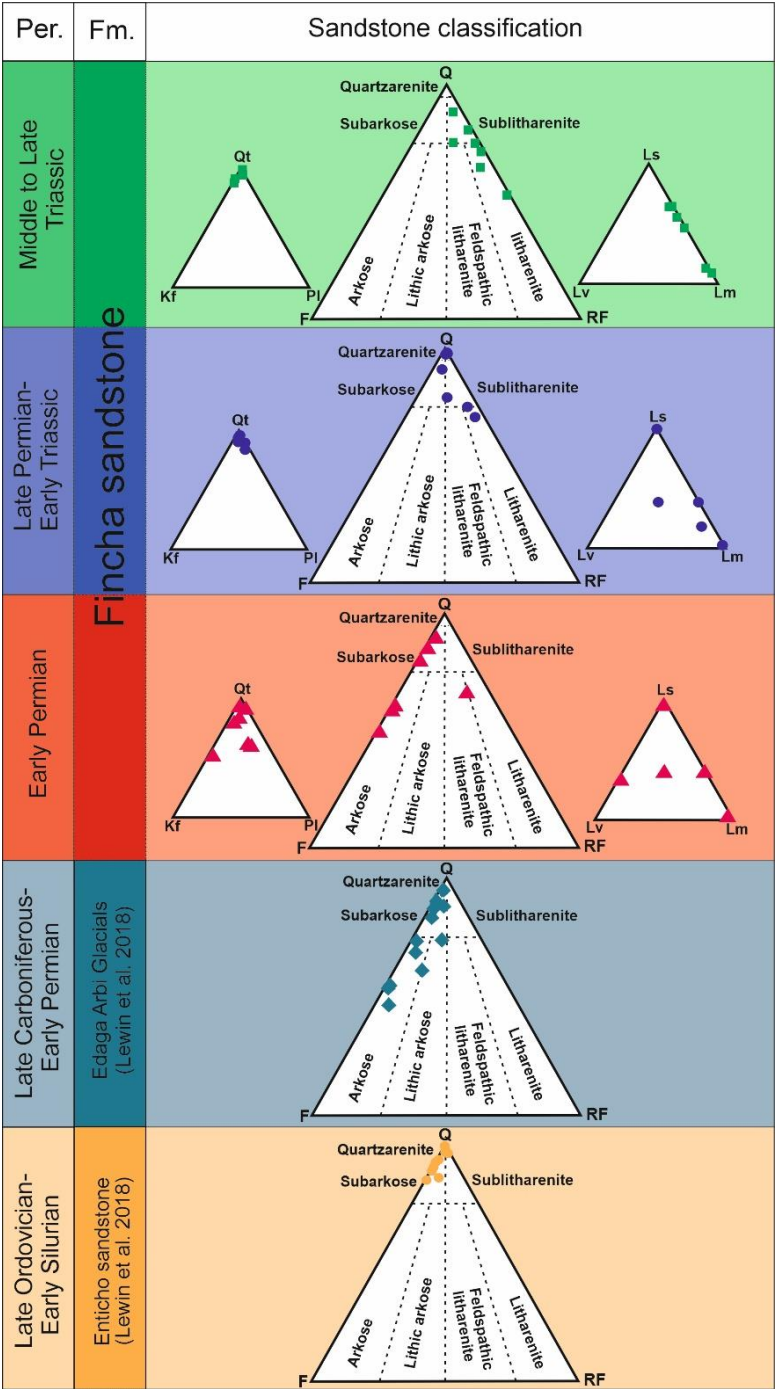 Per.
Fm.
Sandstone classification
Middle to Late
Triassic
Fincha sandstone
Q
Quartzarenite
Subarkose
Sublitharenite
Qt
Kf
Pl
Arkose
Lithic arkose
Feldspathic
litharenite
litharenite
F
RF
Ls
Lv
Lm
Late Permian-
Early Triassic
Q
Quartzarenite
Subarkose
Sublitharenite
Qt
Kf
Pl
Arkose
Lithic arkose
Feldspathic
litharenite
Litharenite
F
RF
Ls
Lv
Lm
Early Permian
Q
Quartzarenite
Subarkose
Sublitharenite
Qt
Kf
Pl
Arkose
Lithic arkose
Feldspathic
litharenite
Litharenite
F
RF
Ls
Lv
Lm
Late Carboniferous-
Early Permian
Edaga Arbi Glacials
(Lewin et al. 2018)
Q
Quartzarenite
Subarkose
Sublitharenite
Arkose
Lithic arkose
Feldspathic
litharenite
Litharenite
F
RF
Late Ordovician-
Early Silurian
Enticho sandstone
(Lewin et al. 2018)
Q
Quartzarenite
Subarkose
Sublitharenite
Arkose
Lithic arkose
Feldspathic
litharenite
Litharenite
F
RF